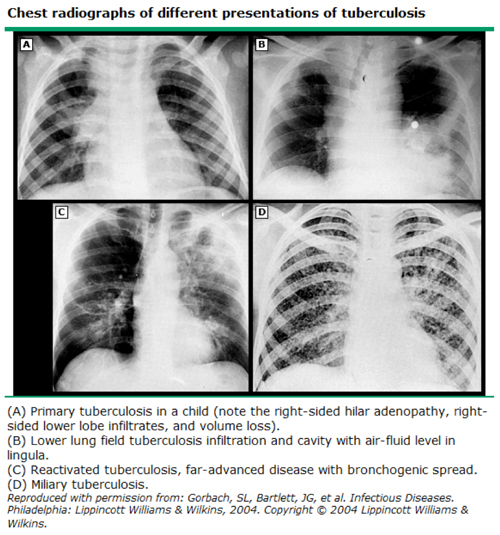 Chest radiographs of different presentations of tuberculosis
A
B
C
D
(A) Primary tuberculosis in a child (note the right-sided hilar adenopathy, right-
sided lower lobe infiltrates, and volume loss).
(B) Lower lung field tuberculosis infiltration and cavity with air-fluid level in
lingula.
(C) Reactivated tuberculosis, far-advanced disease with bronchogenic spread.
(D) Miliary tuberculosis.
Reproduced with permission from: Gorbach, SL, Bartlett, JG, et al. Infectious Diseases.
Philadelphia: Lippincott Williams & Wilkins, 2004. Copyright © 2004 Lippincott Williams &
Wilkins.